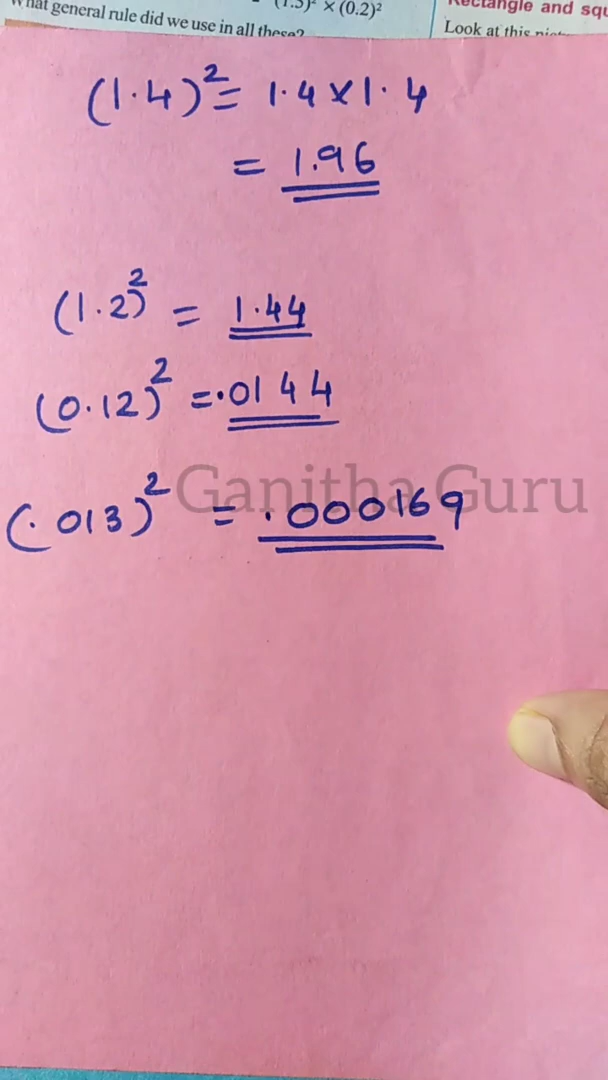 (1.5)² × (0.2)²
What general rule did we use in all these?
Rectangle and squ
Look at this
(1.4)² = 1.4 × 1.4
= 1.96
(1.2)² = 1.44
(0.12)² = .0144
Ganitha Guru
(.013)² = .000169